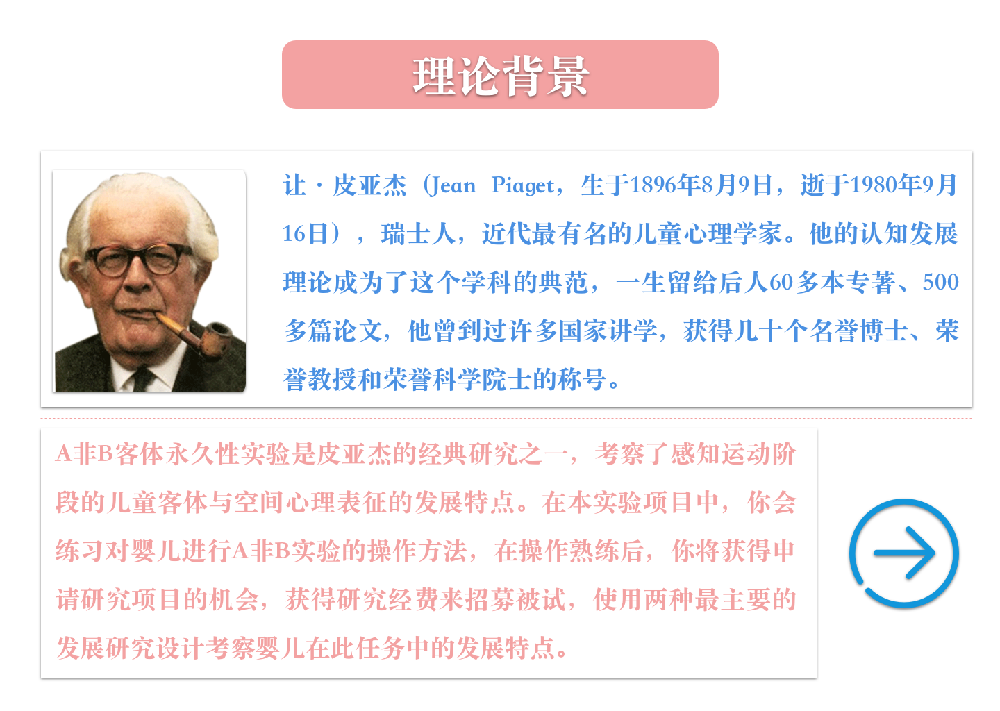 理论背景
让·皮亚杰（Jean Piaget，生于1896年8月9日，逝于1980年9月
16日），瑞士人，近代最有名的儿童心理学家。他的认知发展
理论成为了这个学科的典范，一生留给后人60多本专著、500
多篇论文，他曾到过许多国家讲学，获得几十个名誉博士、荣
誉教授和荣誉科学院士的称号。
A非B客体永久性实验是皮亚杰的经典研究之一，考察了感知运动阶
段的儿童客体与空间心理表征的发展特点。在本实验项目中，你会
练习对婴儿进行A非B实验的操作方法，在操作熟练后，你将获得申
请研究项目的机会，获得研究经费来招募被试，使用两种最主要的
发展研究设计考察婴儿在此任务中的发展特点。